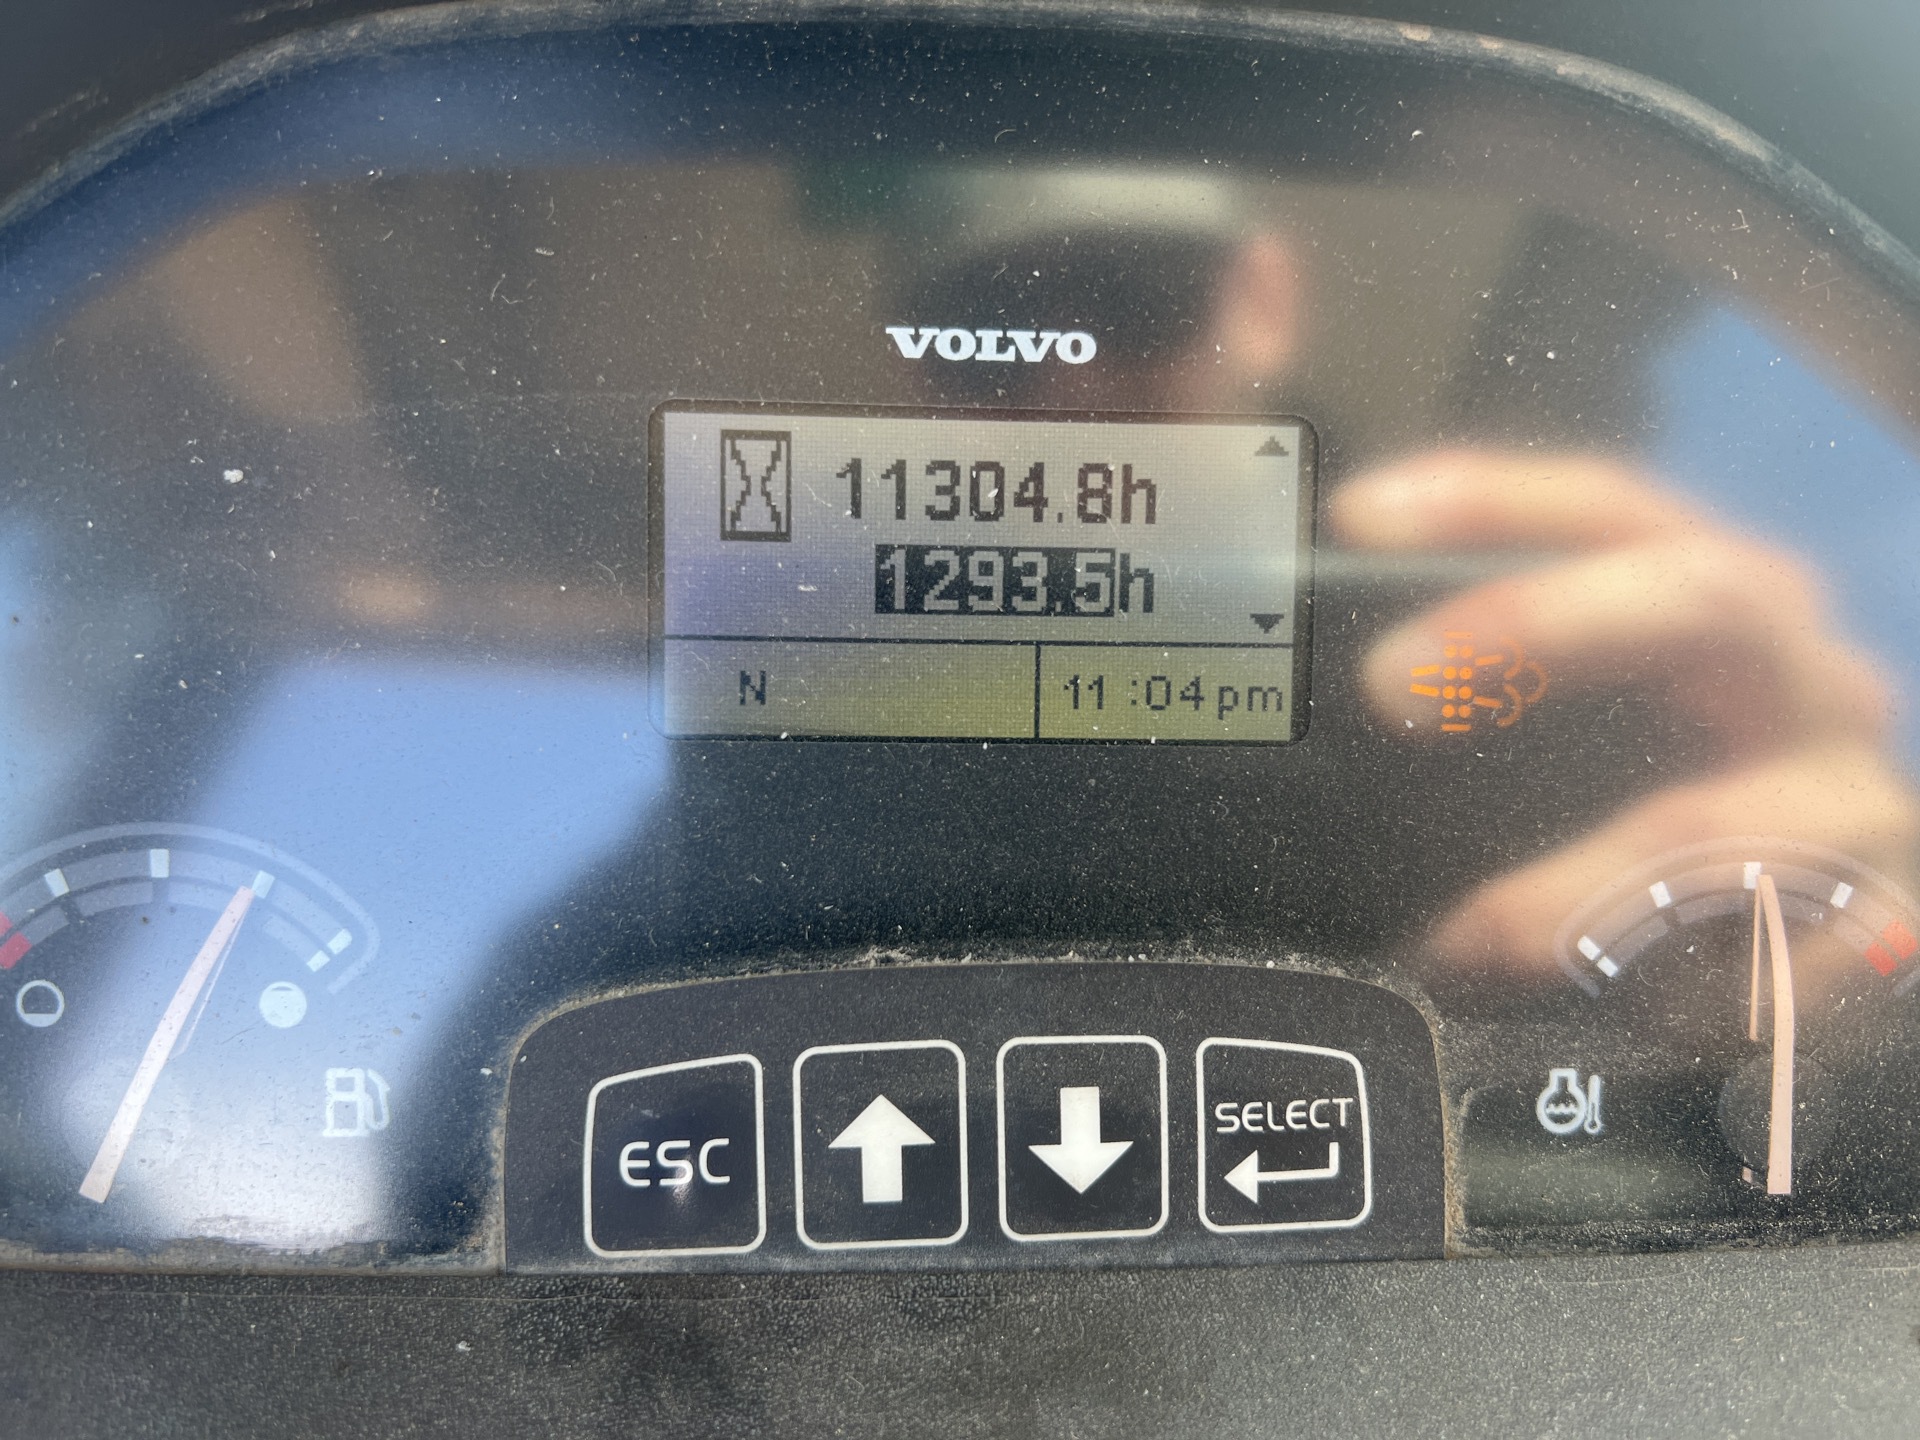 VOLVO
11304.8h
1293.5h
N
11:04pm
ESC
SELECT